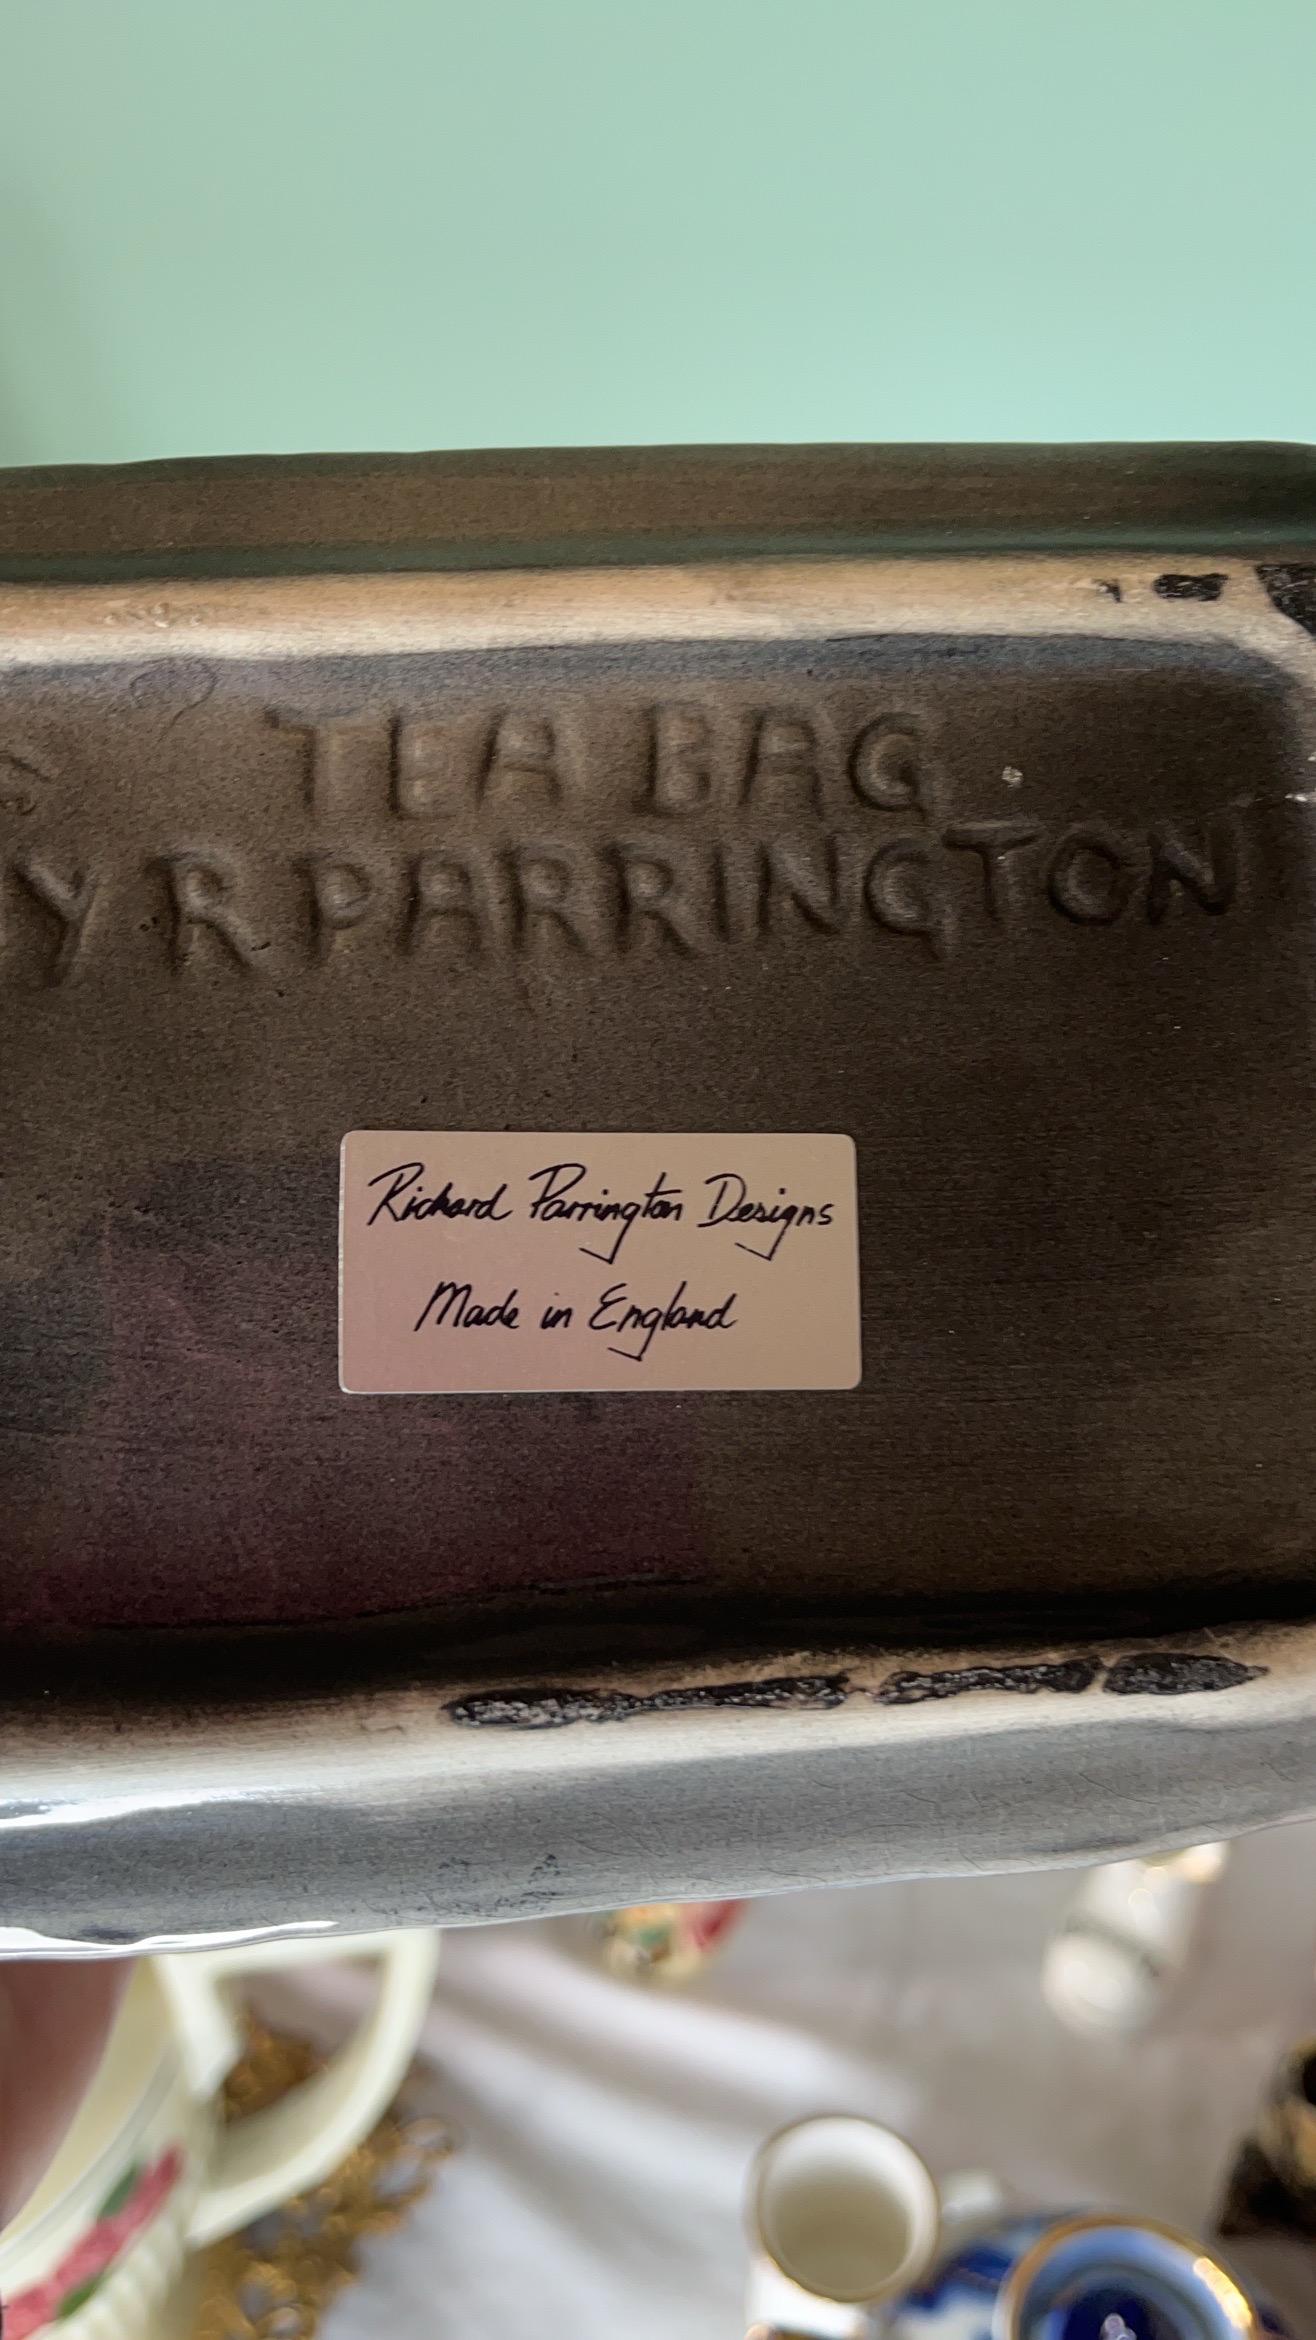 TEA BAG
Y R PARRINGTON
Richard Parrington Designs
Made in England